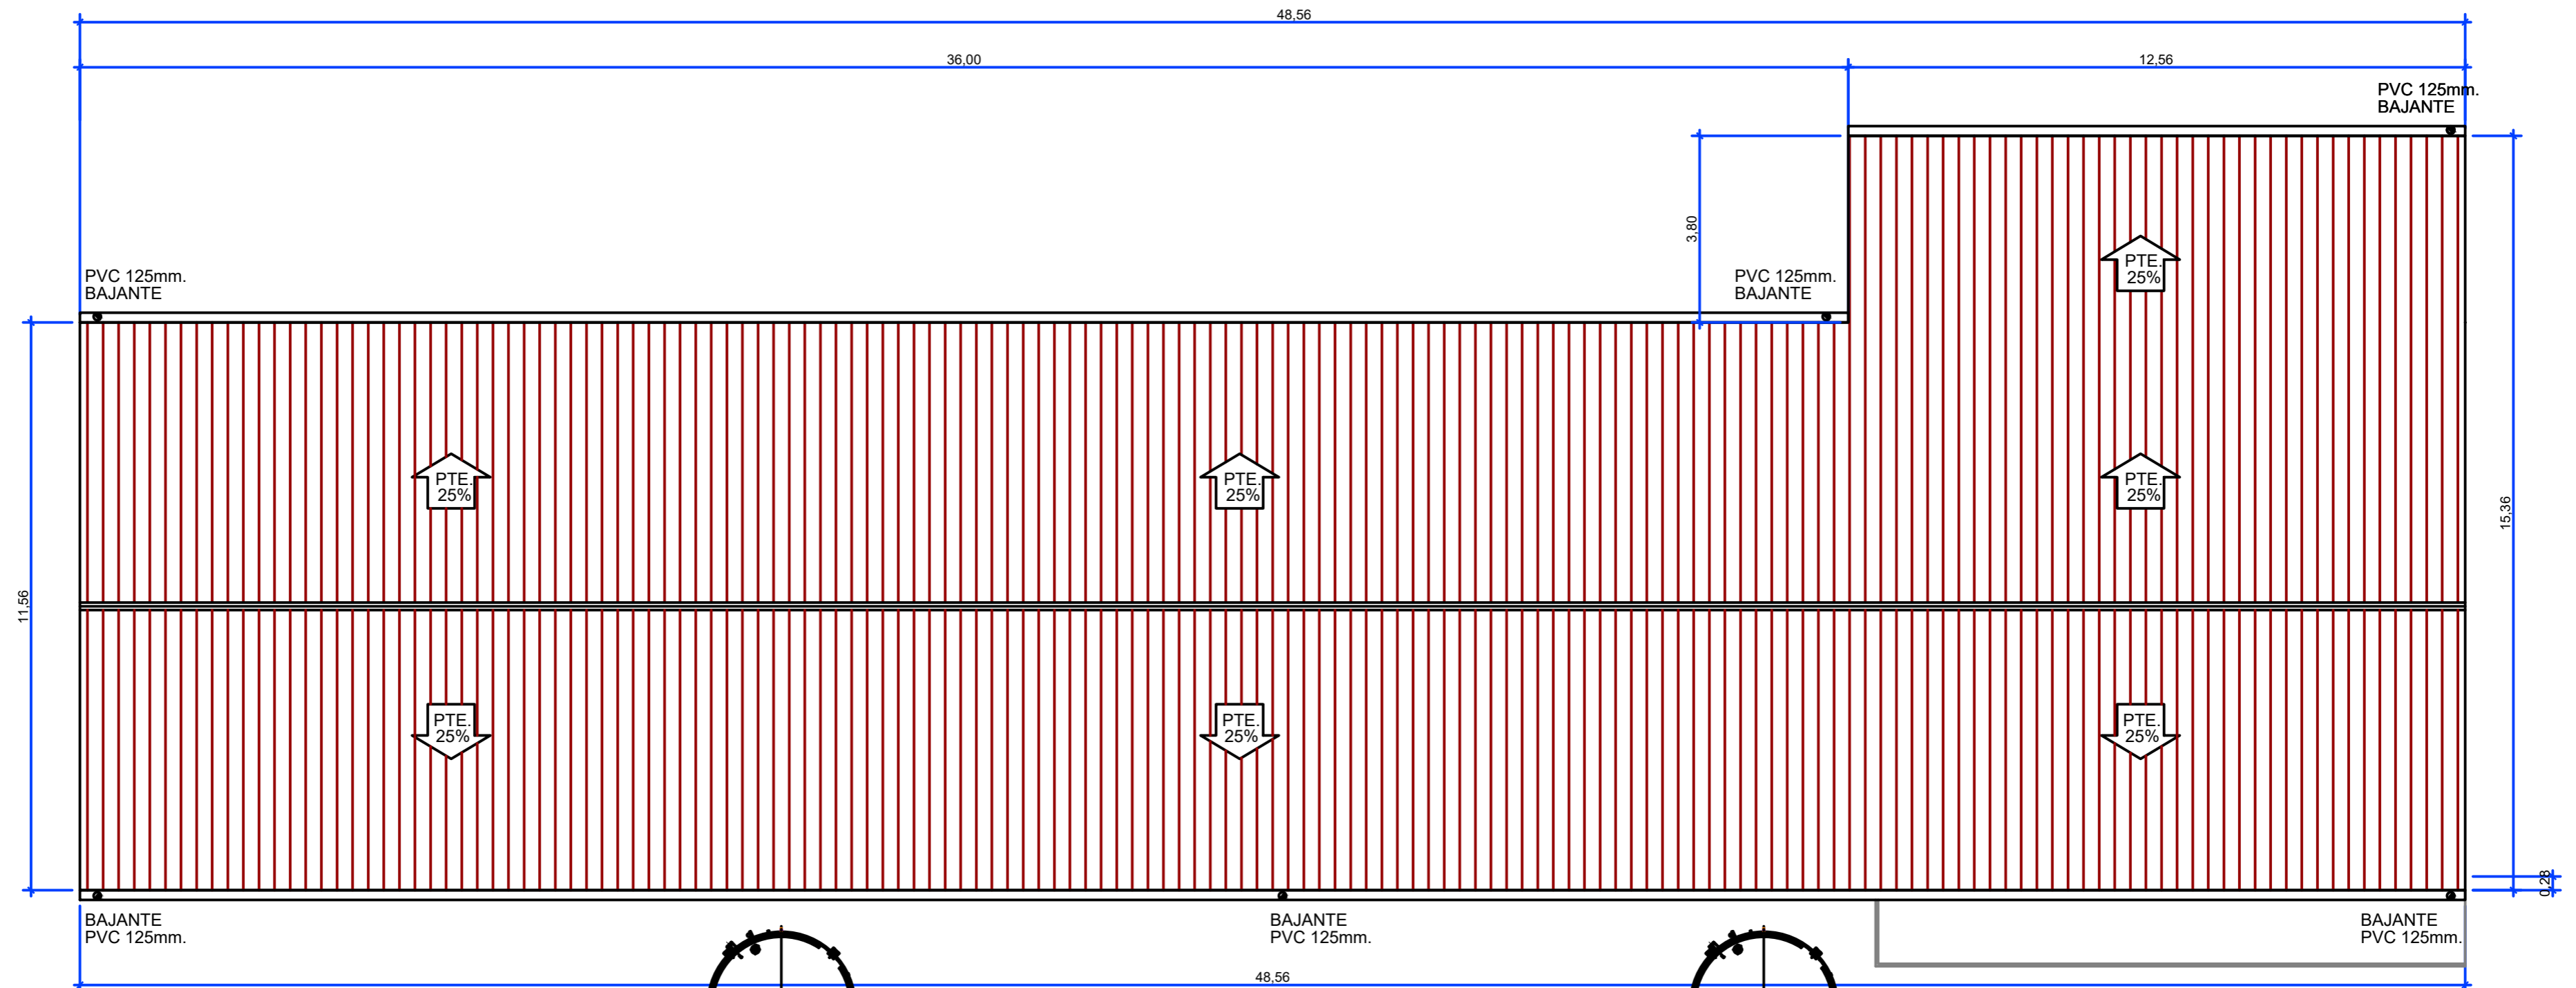 48,56
36,00
12,56
PVC 125mm.
BAJANTE
3,80
PTE.
25%
PVC 125mm.
BAJANTE
PVC 125mm.
BAJANTE
PTE.
25%
PTE.
25%
PTE.
25%
15,36
11,56
PTE.
25%
PTE.
25%
PTE.
25%
0,28
BAJANTE
PVC 125mm.
BAJANTE
PVC 125mm.
BAJANTE
PVC 125mm.
48,56